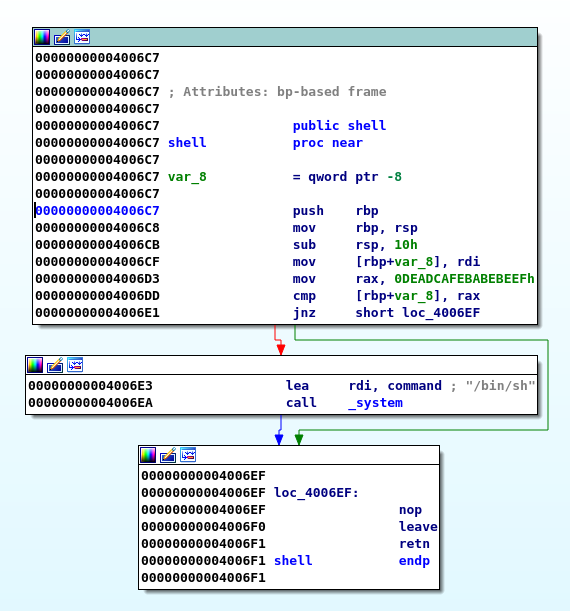 00000000004006C7
00000000004006C7
00000000004006C7 ; Attributes: bp-based frame
00000000004006C7
00000000004006C7 public shell
00000000004006C7 shell proc near
00000000004006C7
00000000004006C7 var_8 = qword ptr -8
00000000004006C7
00000000004006C7 push rbp
00000000004006C8 mov rbp, rsp
00000000004006CB sub rsp, 10h
00000000004006CF mov [rbp+var_8], rdi
00000000004006D3 mov rax, 0DEADCAFEBABEBEEFh
00000000004006DD cmp [rbp+var_8], rax
00000000004006E1 jnz short loc_4006EF
00000000004006E3 lea rdi, command ; "/bin/sh"
00000000004006EA call _system
00000000004006EF
00000000004006EF loc_4006EF:
00000000004006EF nop
00000000004006F0 leave
00000000004006F1 retn
00000000004006F1 shell endp
00000000004006F1